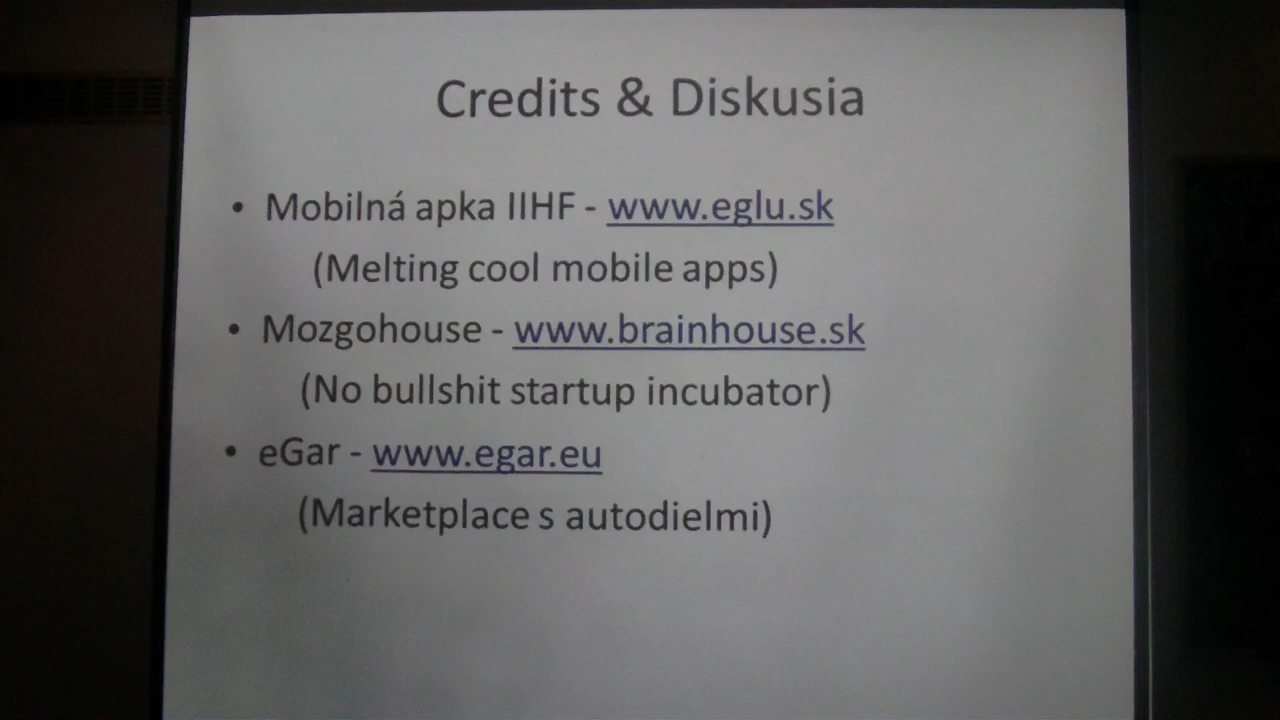 Credits & Diskusia
• Mobilná apka IIHF - www.eglu.sk
(Melting cool mobile apps)
• Mozgohouse - www.brainhouse.sk
(No bullshit startup incubator)
• eGar - www.egar.eu
(Marketplace s autodielmi)